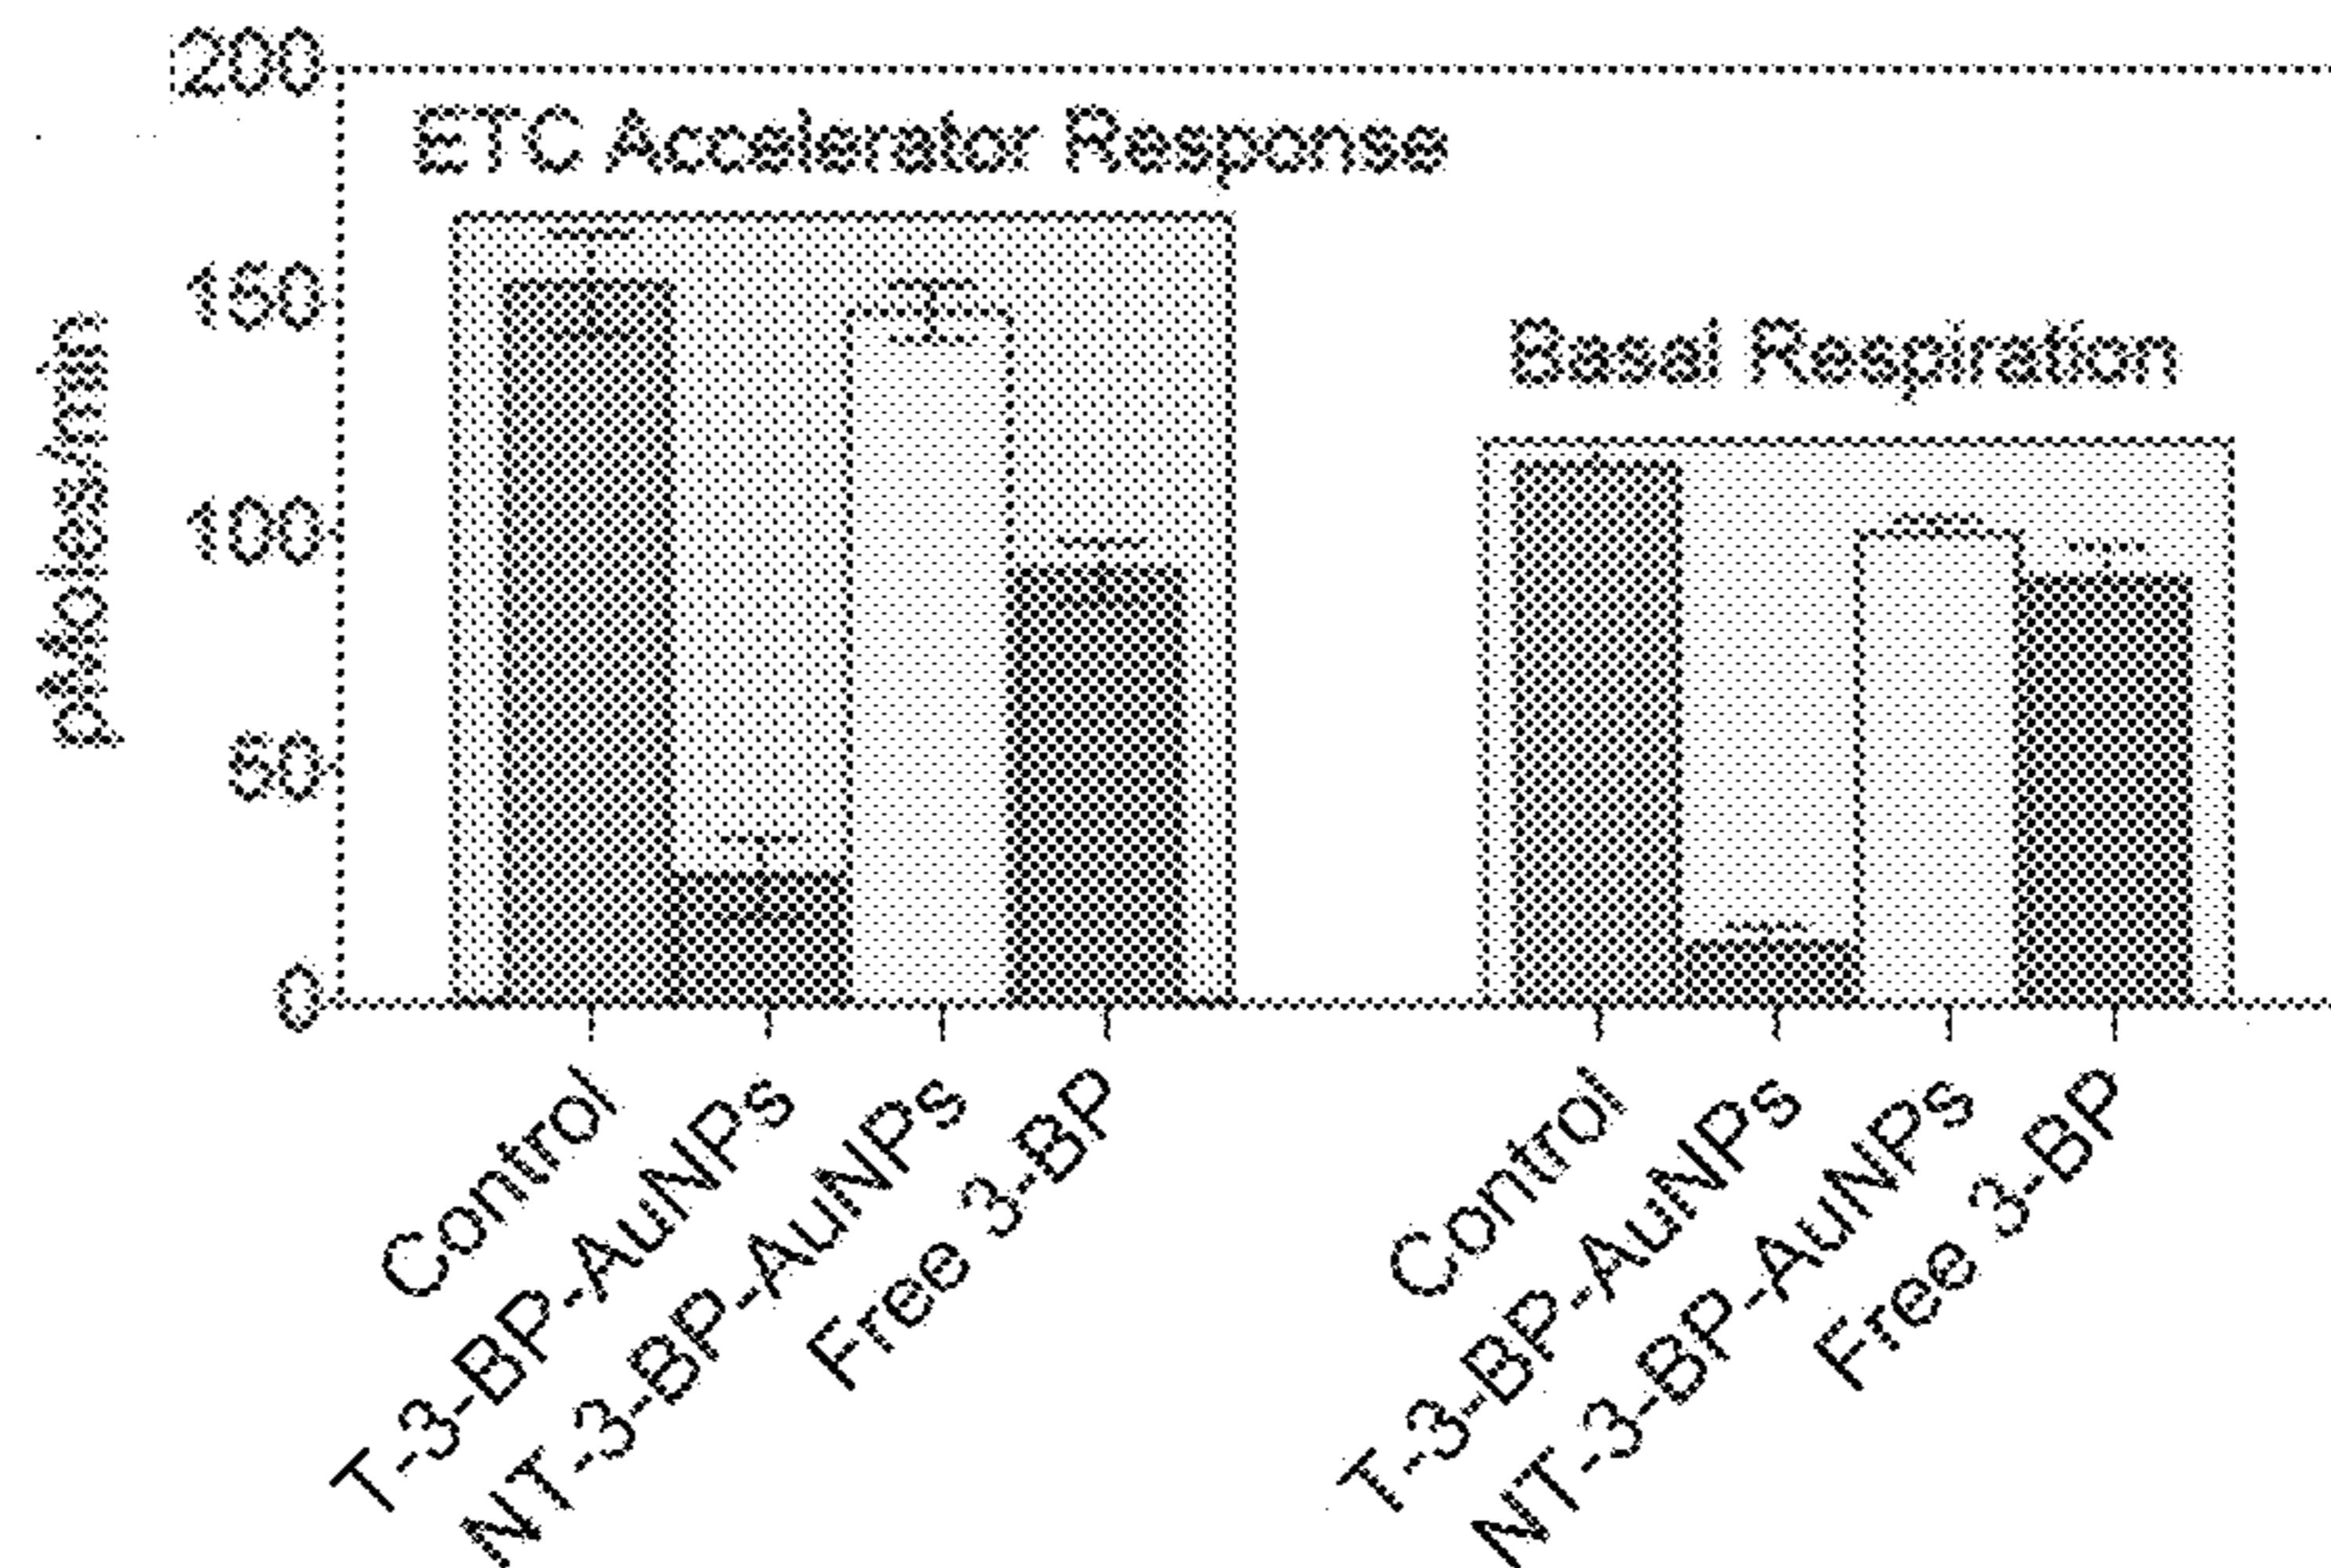 200
ETC Accelerator Response
150
Basal Respiration
pMoles/min
100
50
0
Control
T-3-BP-AuNPs
NT-3-BP-AuNPs
Free 3-BP
Control
T-3-BP-AuNPs
NT-3-BP-AuNPs
Free 3-BP